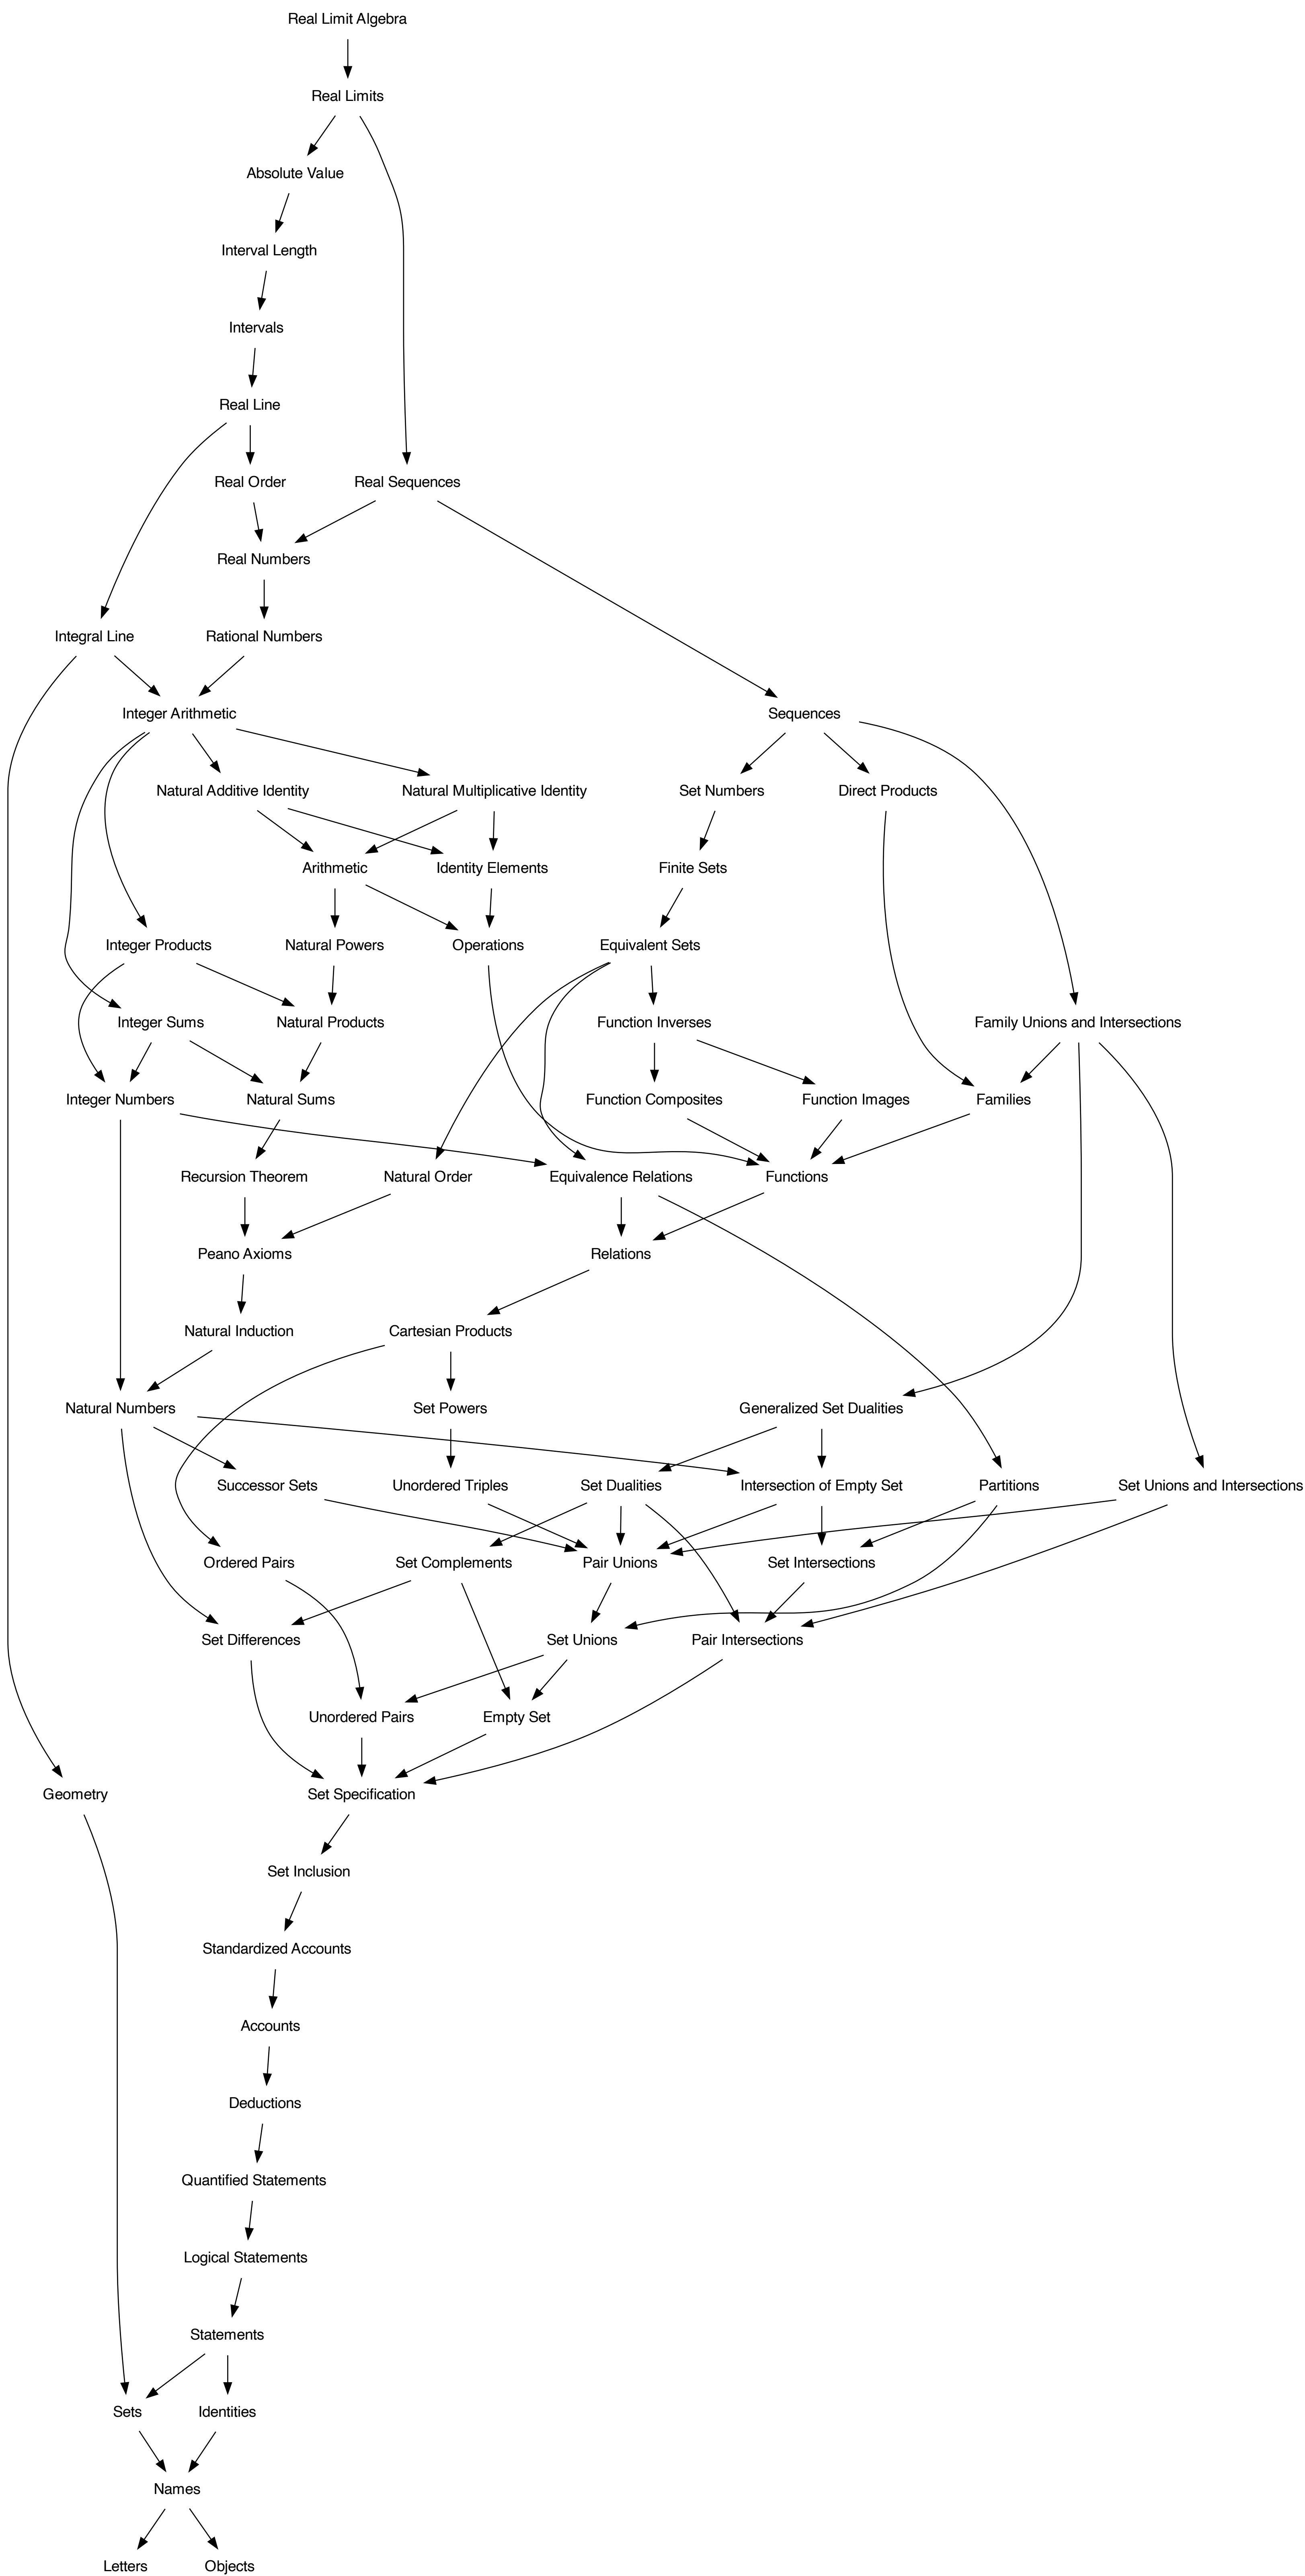 Real Limit Algebra
Real Limits
Absolute Value
Interval Length
Intervals
Real Line
Real Order
Real Sequences
Real Numbers
Integral Line
Rational Numbers
Integer Arithmetic
Sequences
Natural Additive Identity
Natural Multiplicative Identity
Set Numbers
Direct Products
Arithmetic
Identity Elements
Finite Sets
Integer Products
Natural Powers
Operations
Equivalent Sets
Integer Sums
Natural Products
Function Inverses
Family Unions and Intersections
Integer Numbers
Natural Sums
Function Composites
Function Images
Families
Recursion Theorem
Natural Order
Equivalence Relations
Functions
Peano Axioms
Relations
Natural Induction
Cartesian Products
Natural Numbers
Set Powers
Generalized Set Dualities
Successor Sets
Unordered Triples
Set Dualities
Intersection of Empty Set
Partitions
Set Unions and Intersections
Ordered Pairs
Set Complements
Pair Unions
Set Intersections
Set Differences
Set Unions
Pair Intersections
Unordered Pairs
Empty Set
Geometry
Set Specification
Set Inclusion
Standardized Accounts
Accounts
Deductions
Quantified Statements
Logical Statements
Statements
Sets
Identities
Names
Letters
Objects